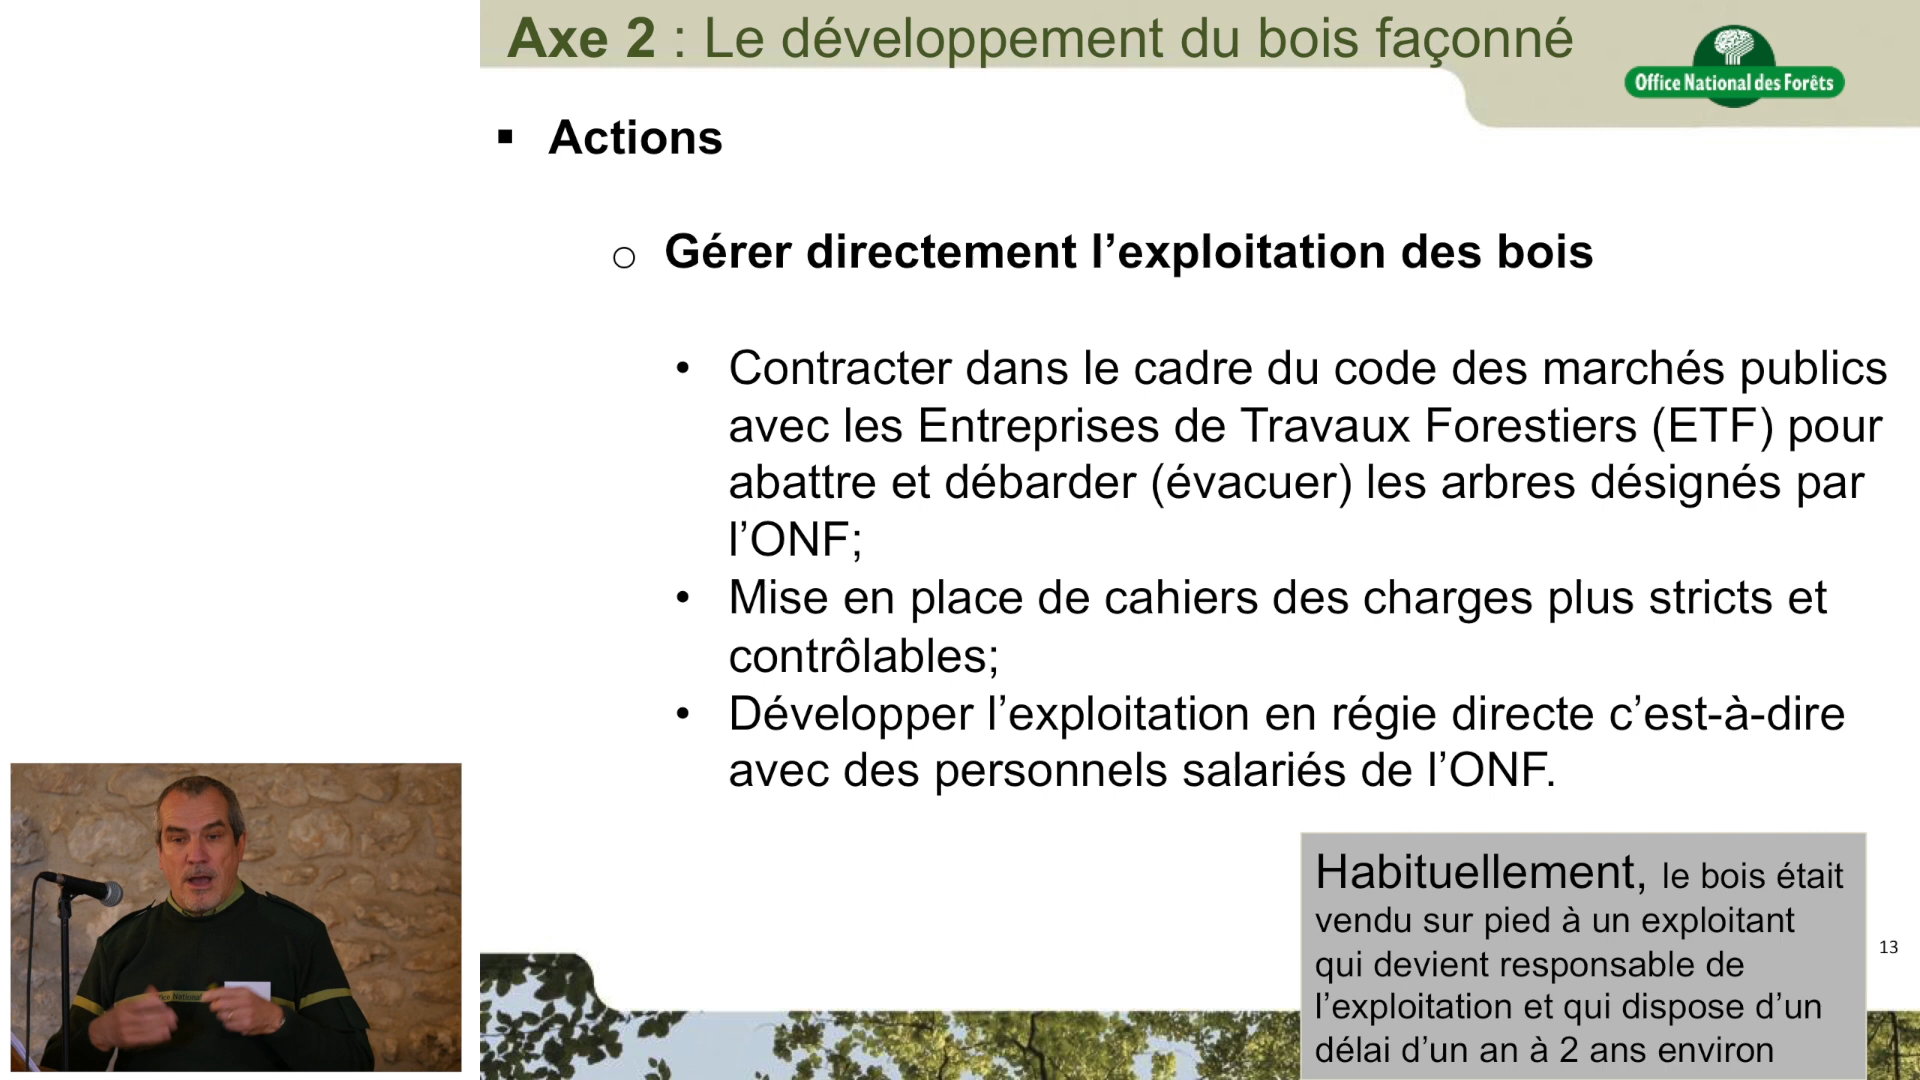 Axe 2 : Le développement du bois façonné
Office National des Forêts
▪ Actions
o Gérer directement l’exploitation des bois
• Contracter dans le cadre du code des marchés publics
avec les Entreprises de Travaux Forestiers (ETF) pour
abattre et débarder (évacuer) les arbres désignés par
l’ONF;
• Mise en place de cahiers des charges plus stricts et
contrôlables;
• Développer l’exploitation en régie directe c’est-à-dire
avec des personnels salariés de l’ONF.
Habituellement, le bois était
vendu sur pied à un exploitant
qui devient responsable de
l’exploitation et qui dispose d’un
délai d’un an à 2 ans environ
13
National